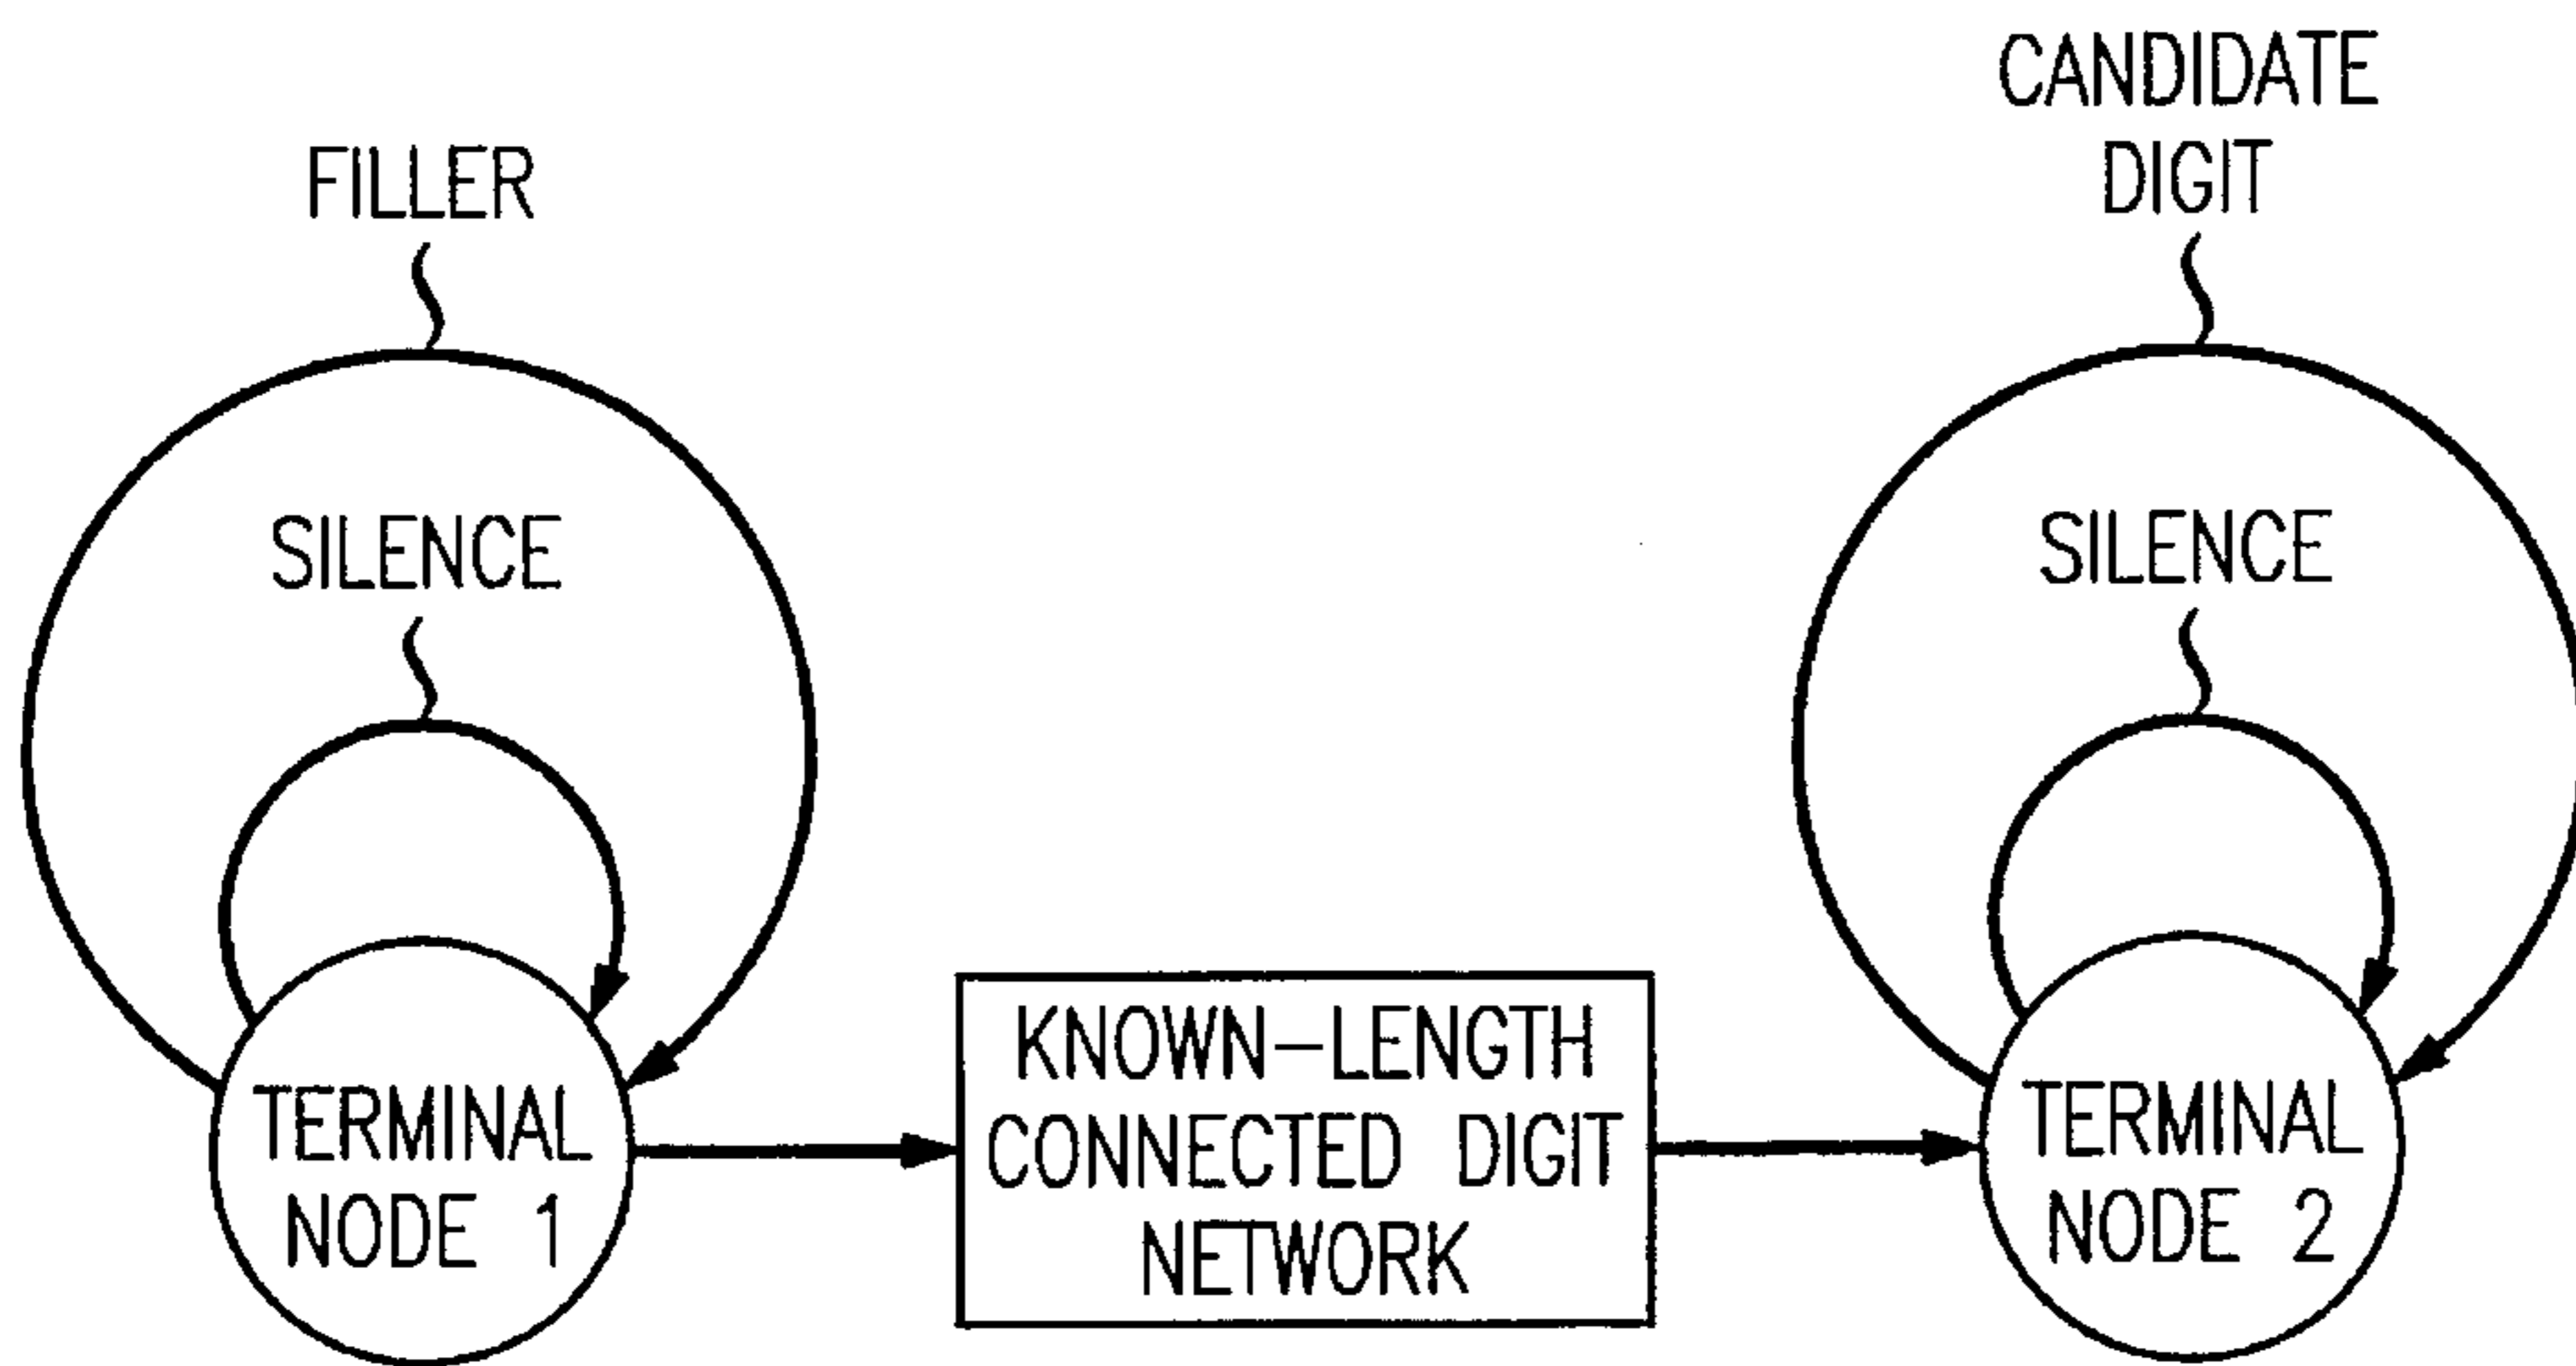 FILLER
SILENCE
TERMINAL
NODE 1
KNOWN-LENGTH
CONNECTED DIGIT
NETWORK
CANDIDATE
DIGIT
SILENCE
TERMINAL
NODE 2